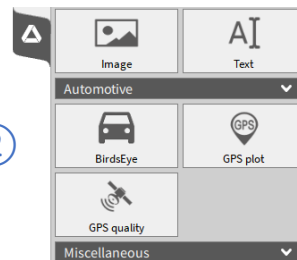 Image Text
Automotive
GPS
BirdsEye GPS plot
GPS quality
Miscellaneous